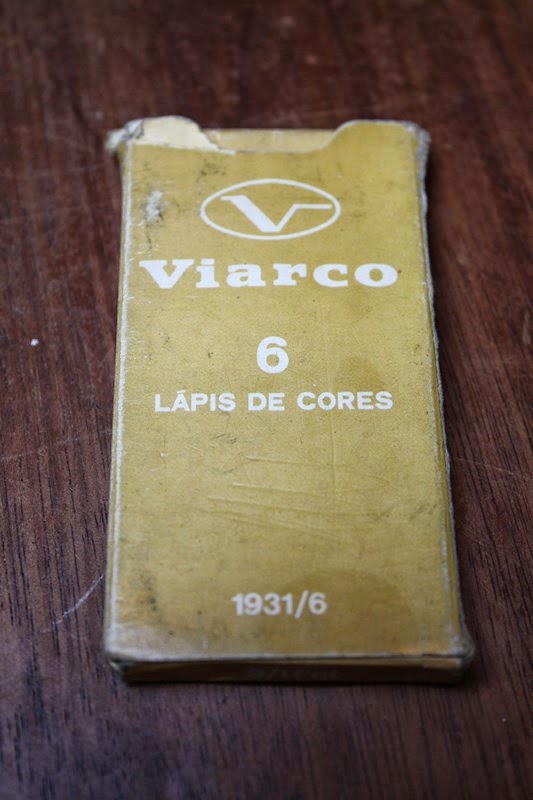 V
Viarco
6
LÁPIS DE CORES
1931/6